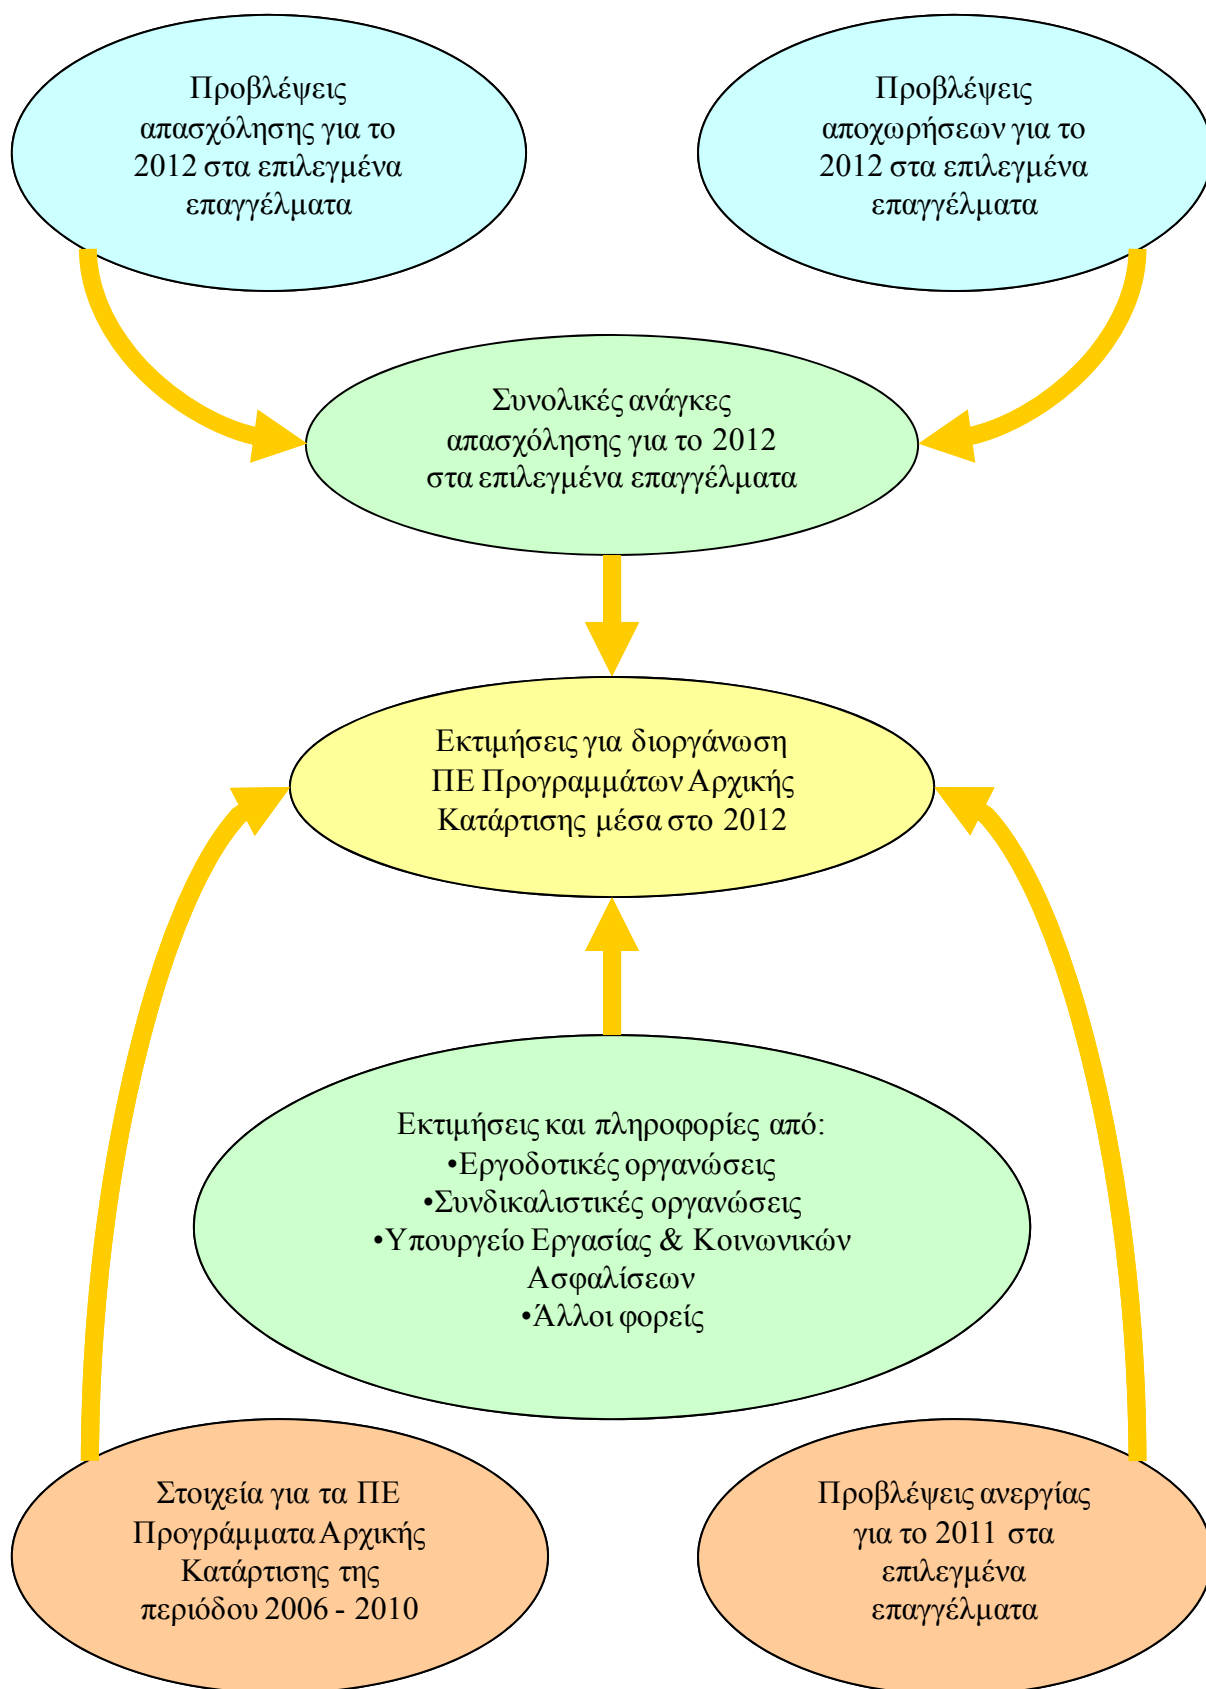 Προβλέψεις
απασχόλησης για το
2012 στα επιλεγμένα
επαγγέλματα
Προβλέψεις
αποχωρήσεων για το
2012 στα επιλεγμένα
επαγγέλματα
Συνολικές ανάγκες
απασχόλησης για το 2012
στα επιλεγμένα επαγγέλματα
Εκτιμήσεις για διοργάνωση
ΠΕ Προγραμμάτων Αρχικής
Κατάρτισης μέσα στο 2012
Εκτιμήσεις και πληροφορίες από:
•Εργοδοτικές οργανώσεις
•Συνδικαλιστικές οργανώσεις
•Υπουργείο Εργασίας & Κοινωνικών
Ασφαλίσεων
•Άλλοι φορείς
Στοιχεία για τα ΠΕ
Προγράμματα Αρχικής
Κατάρτισης της
περιόδου 2006 - 2010
Προβλέψεις ανεργίας
για το 2011 στα
επιλεγμένα
επαγγέλματα